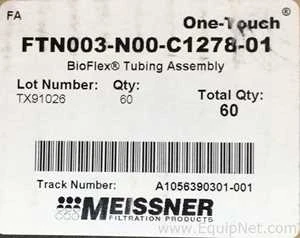 FA
One-Touch®
FTN003-N00-C1278-01
BioFlex® Tubing Assembly
Lot Number: Qty: Total Qty:
TX91026 60 60
Track Number: A1056390301-001
MEISSNER
FILTRATION PRODUCTS
www.EquipNet.com